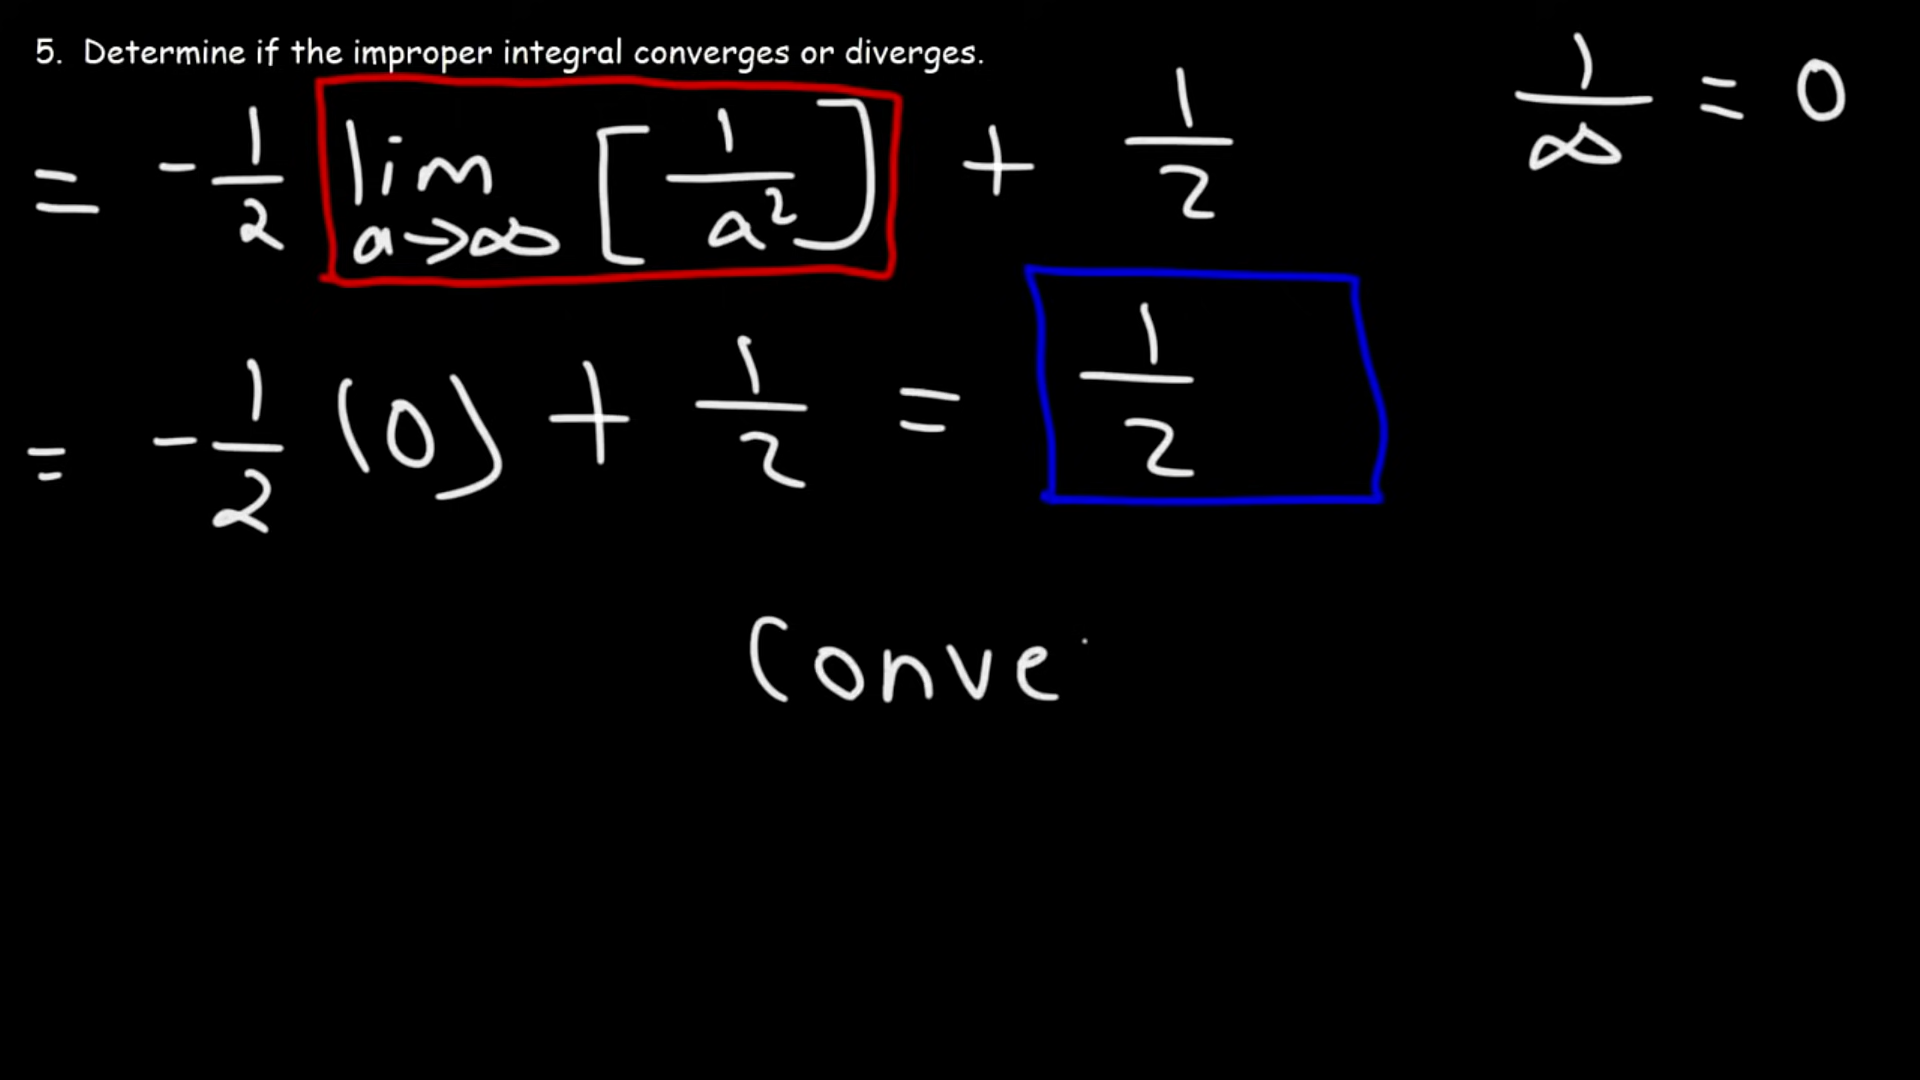 5. Determine if the improper integral converges or diverges.
= -1/2 lim a→∞ [1/a²] + 1/2
1/∞ = 0
= -1/2 (0) + 1/2 = 1/2
Conve